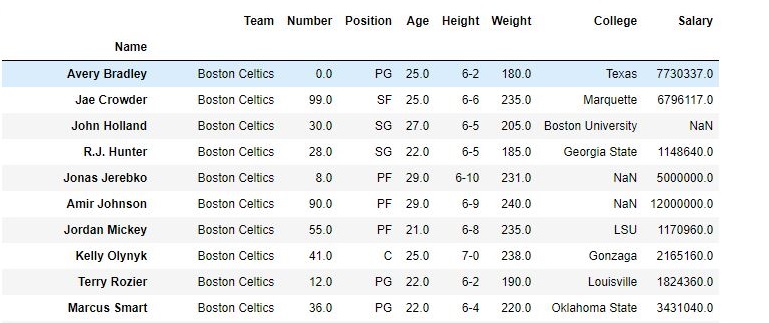 Team Number Position Age Height Weight College Salary
Name
Avery Bradley Boston Celtics 0.0 PG 25.0 6-2 180.0 Texas 7730337.0
Jae Crowder Boston Celtics 99.0 SF 25.0 6-6 235.0 Marquette 6796117.0
John Holland Boston Celtics 30.0 SG 27.0 6-5 205.0 Boston University NaN
R.J. Hunter Boston Celtics 28.0 SG 22.0 6-5 185.0 Georgia State 1148640.0
Jonas Jerebko Boston Celtics 8.0 PF 29.0 6-10 231.0 NaN 5000000.0
Amir Johnson Boston Celtics 90.0 PF 29.0 6-9 240.0 NaN 12000000.0
Jordan Mickey Boston Celtics 55.0 PF 21.0 6-8 235.0 LSU 1170960.0
Kelly Olynyk Boston Celtics 41.0 C 25.0 7-0 238.0 Gonzaga 2165160.0
Terry Rozier Boston Celtics 12.0 PG 22.0 6-2 190.0 Louisville 1824360.0
Marcus Smart Boston Celtics 36.0 PG 22.0 6-4 220.0 Oklahoma State 3431040.0